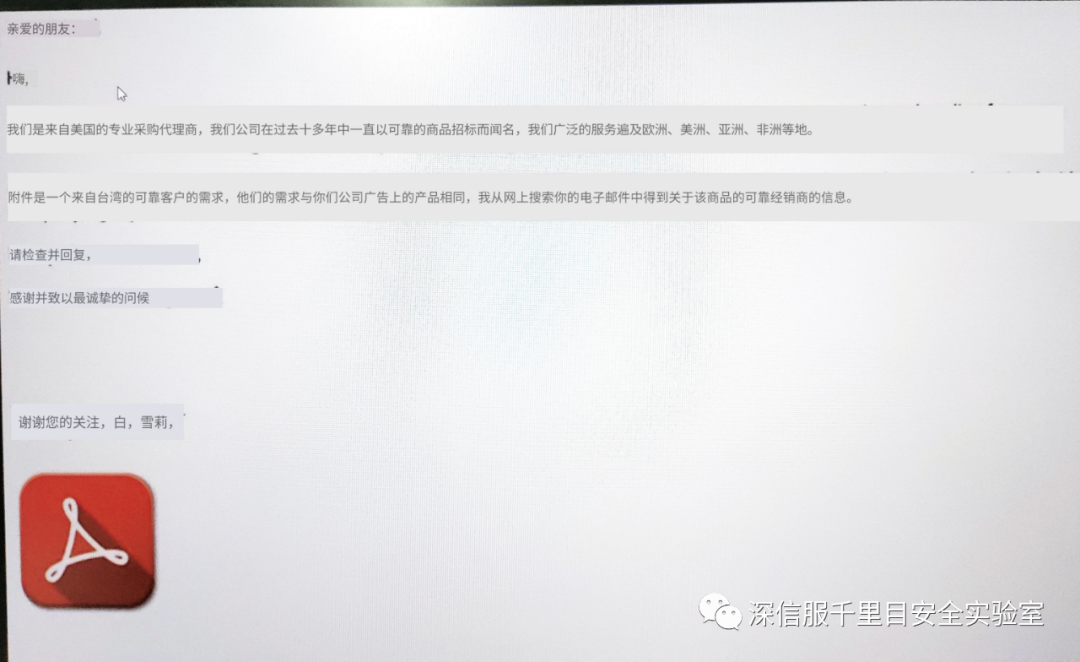 亲爱的朋友：
嗨,
我们是来自美国的专业采购代理商，我们公司在过去十多年中一直以可靠的商品招标而闻名，我们广泛的服务遍及欧洲、美洲、亚洲、非洲等地。
附件是一个来自台湾的可靠客户的需求，他们的需求与你们公司广告上的产品相同，我从网上搜索你的电子邮件中得到关于该商品的可靠经销商的信息。
请检查并回复，
感谢并致以最诚挚的问候
谢谢您的关注，白，雪莉，
深信服千里目安全实验室